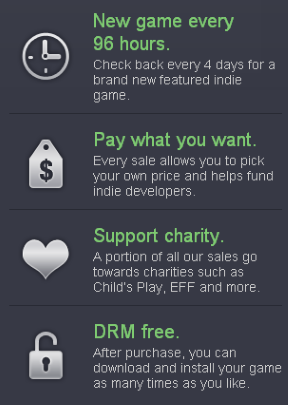 New game every
96 hours.
Check back every 4 days for a
brand new featured indie
game.
$
Pay what you want.
Every sale allows you to pick
your own price and helps fund
indie developers.
Support charity.
A portion of all our sales go
towards charities such as
Child's Play, EFF and more.
DRM free.
After purchase, you can
download and install your game
as many times as you like.